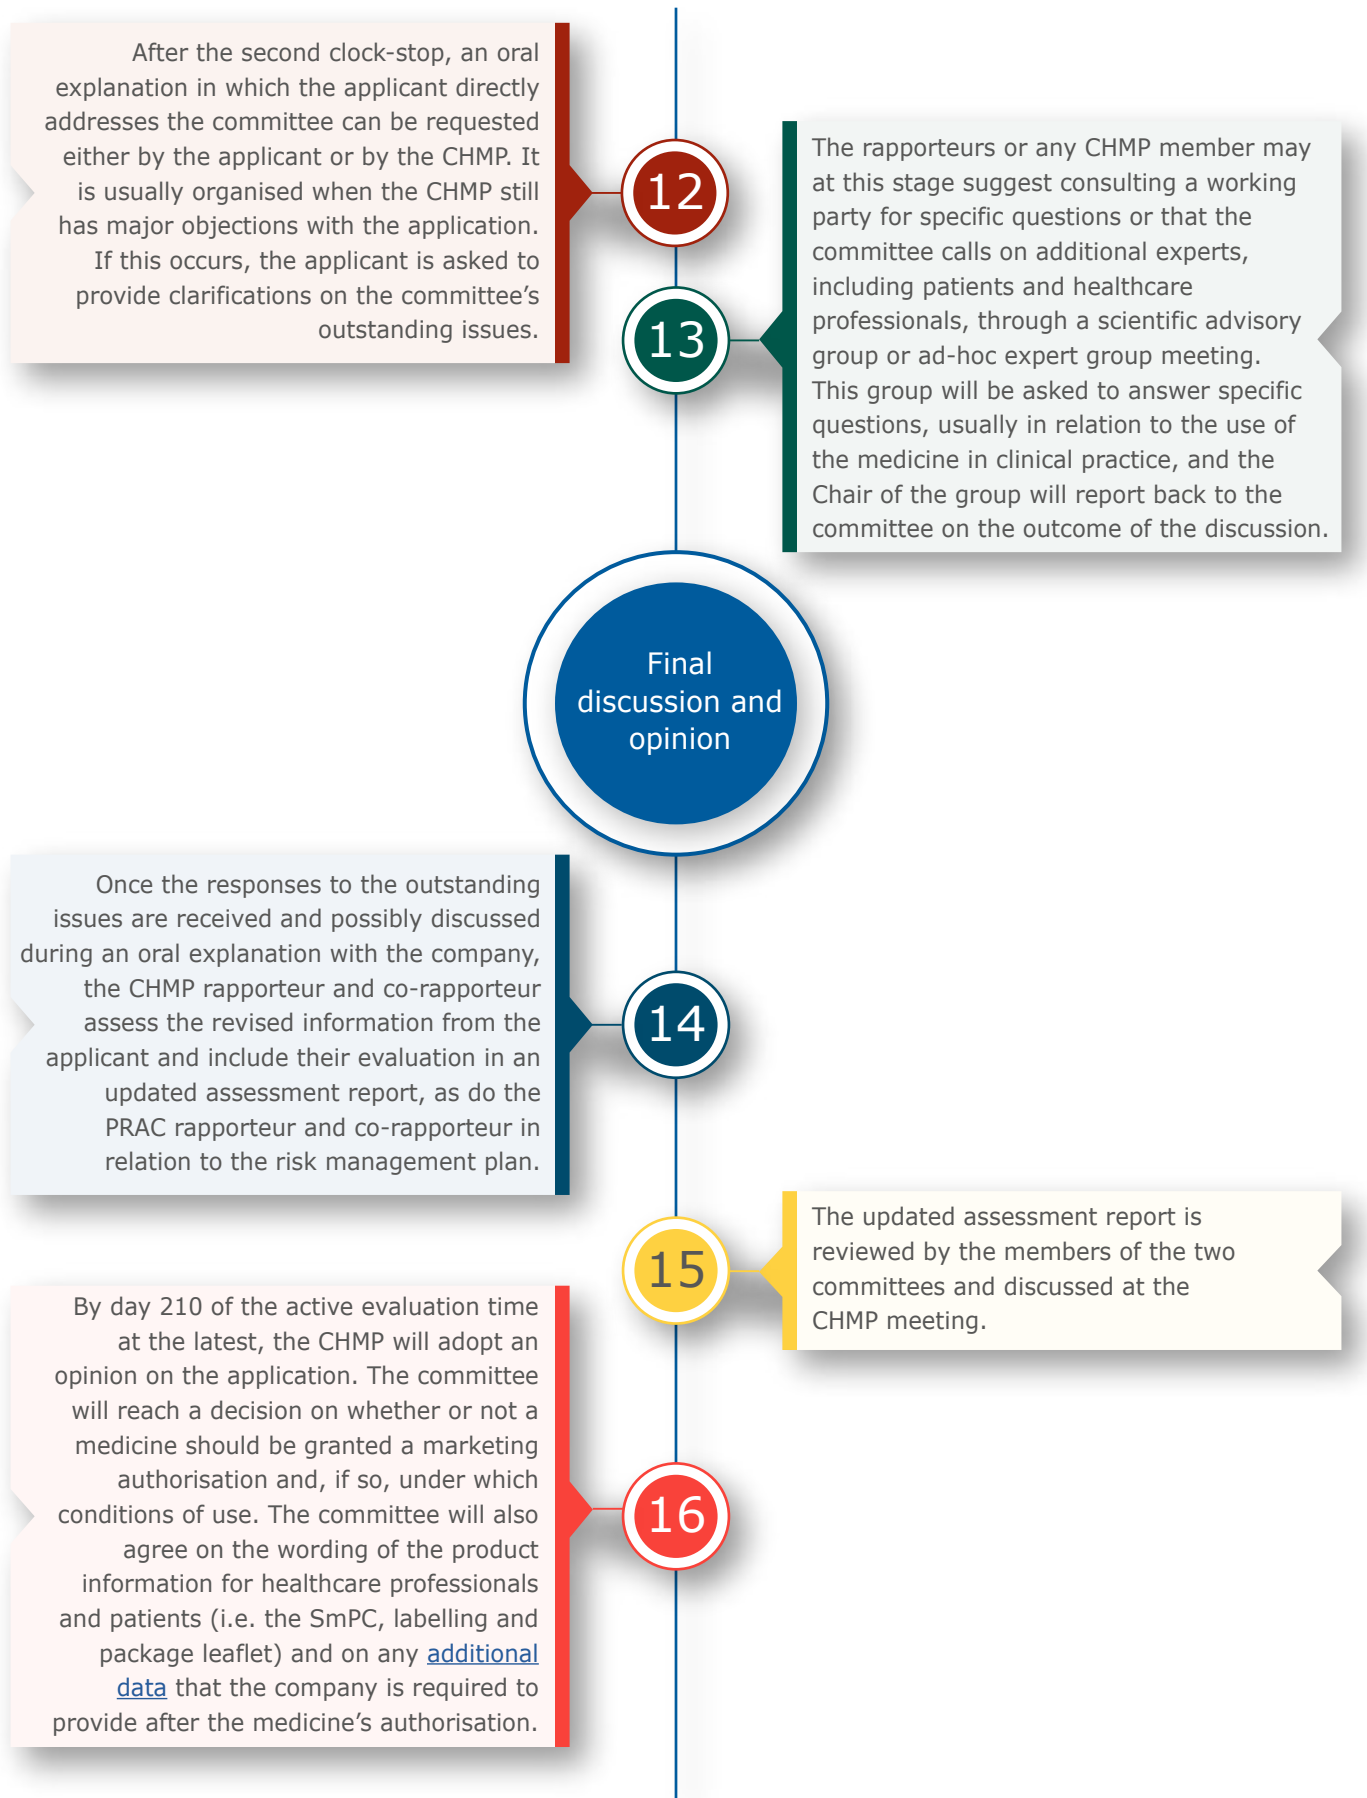 After the second clock-stop, an oral
explanation in which the applicant directly
addresses the committee can be requested
either by the applicant or by the CHMP. It
is usually organised when the CHMP still
has major objections with the application.
If this occurs, the applicant is asked to
provide clarifications on the committee’s
outstanding issues.
12
The rapporteurs or any CHMP member may
at this stage suggest consulting a working
party for specific questions or that the
committee calls on additional experts,
including patients and healthcare
professionals, through a scientific advisory
group or ad-hoc expert group meeting.
This group will be asked to answer specific
questions, usually in relation to the use of
the medicine in clinical practice, and the
Chair of the group will report back to the
committee on the outcome of the discussion.
13
Final
discussion and
opinion
Once the responses to the outstanding
issues are received and possibly discussed
during an oral explanation with the company,
the CHMP rapporteur and co-rapporteur
assess the revised information from the
applicant and include their evaluation in an
updated assessment report, as do the
PRAC rapporteur and co-rapporteur in
relation to the risk management plan.
14
The updated assessment report is
reviewed by the members of the two
committees and discussed at the
CHMP meeting.
15
By day 210 of the active evaluation time
at the latest, the CHMP will adopt an
opinion on the application. The committee
will reach a decision on whether or not a
medicine should be granted a marketing
authorisation and, if so, under which
conditions of use. The committee will also
agree on the wording of the product
information for healthcare professionals
and patients (i.e. the SmPC, labelling and
package leaflet) and on any additional
data that the company is required to
provide after the medicine’s authorisation.
16